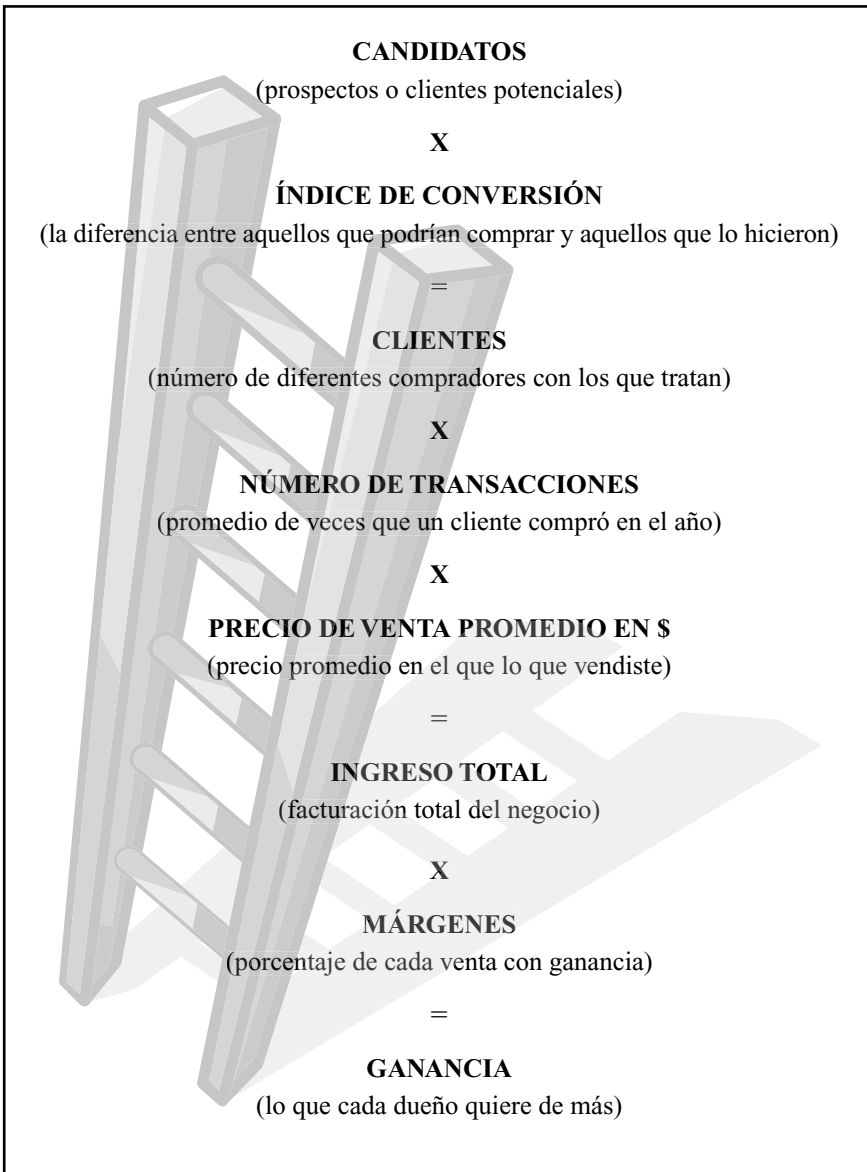 CANDIDATOS
(prospectos o clientes potenciales)
X
ÍNDICE DE CONVERSIÓN
(la diferencia entre aquellos que podrían comprar y aquellos que lo hicieron)
=
CLIENTES
(número de diferentes compradores con los que tratan)
X
NÚMERO DE TRANSACCIONES
(promedio de veces que un cliente compró en el año)
X
PRECIO DE VENTA PROMEDIO EN $
(precio promedio en el que lo que vendiste)
=
INGRESO TOTAL
(facturación total del negocio)
X
MÁRGENES
(porcentaje de cada venta con ganancia)
=
GANANCIA
(lo que cada dueño quiere de más)